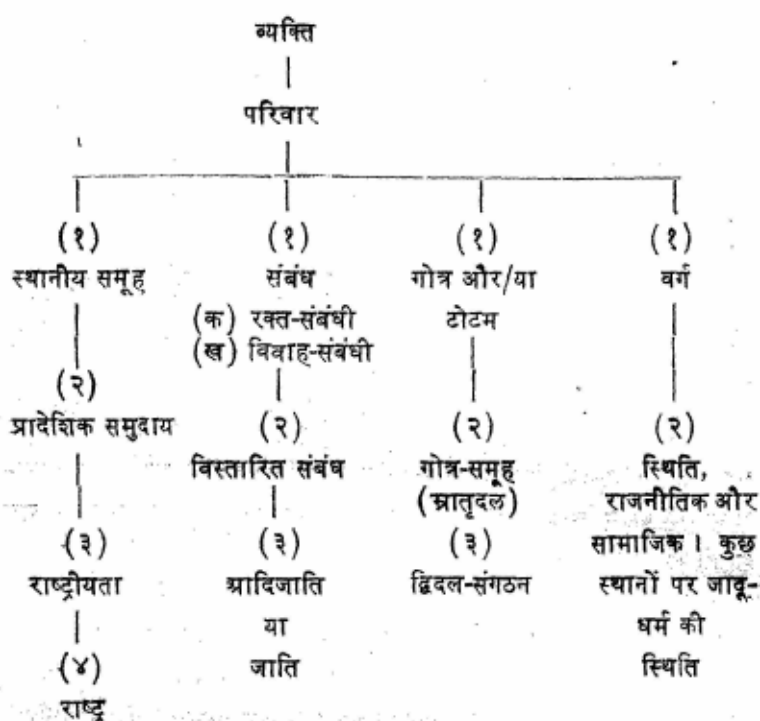 व्यक्ति
परिवार
(१) (१) (१) (१)
स्थानीय समूह संबंध गोत्र और/या वर्ग
(क) रक्त-संबंधी टोटम
(ख) विवाह-संबंधी
(२)
प्रादेशिक समुदाय (२) (२) (२)
विस्तारित संबंध गोत्र-समूह स्थिति,
(भ्रातृदल) राजनीतिक और
(३) (३) (३) सामाजिक । कुछ
राष्ट्रीयता आदिजाति द्विदल-संगठन स्थानों पर जादू-
या धर्म की
(४) जाति स्थिति
राष्ट्र